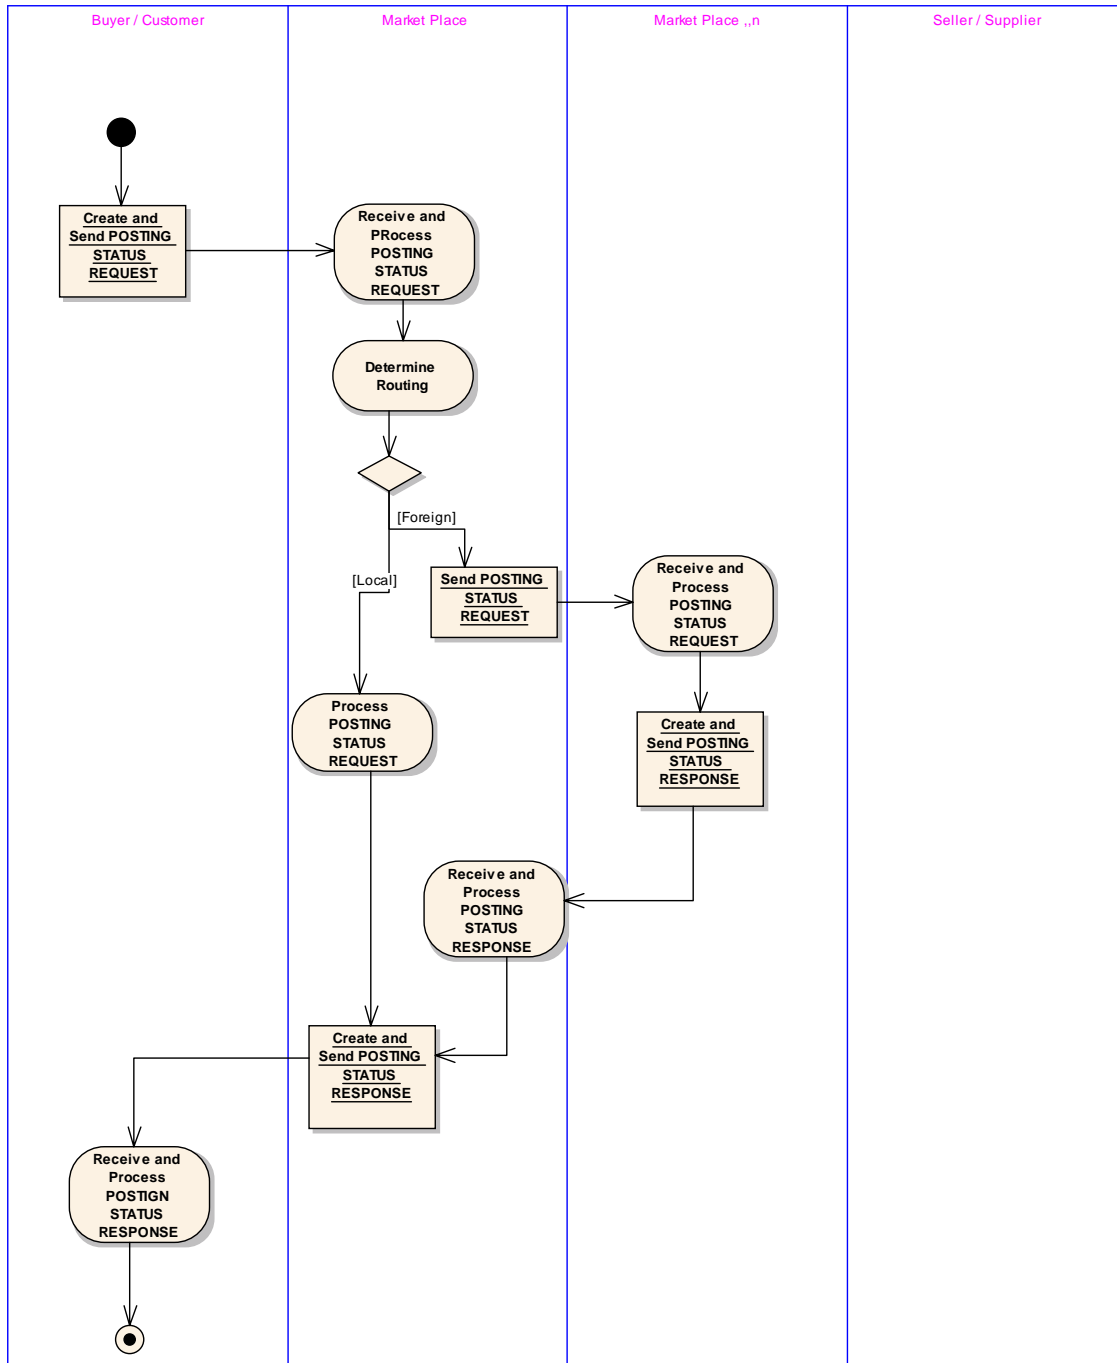 Buyer / Customer
Market Place
Market Place ,,n
Seller / Supplier
Create and
Send POSTING
STATUS
REQUEST
Receive and
PRocess
POSTING
STATUS
REQUEST
Determine
Routing
[Foreign]
[Local]
Send POSTING
STATUS
REQUEST
Receive and
Process
POSTING
STATUS
REQUEST
Process
POSTING
STATUS
REQUEST
Create and
Send POSTING
STATUS
RESPONSE
Receive and
Process
POSTING
STATUS
RESPONSE
Create and
Send POSTING
STATUS
RESPONSE
Receive and
Process
POSTIGN
STATUS
RESPONSE